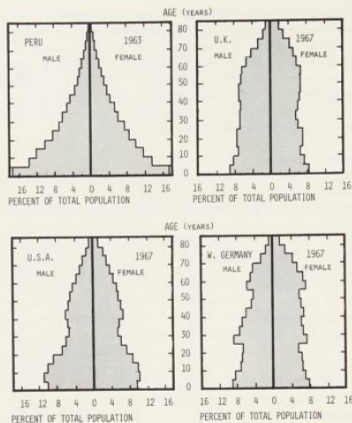 AGE (YEARS)
PERU 1963
MALE FEMALE
80
70
60
50
40
30
20
10
0
16 12 8 4 0 4 8 12 16
PERCENT OF TOTAL POPULATION
U.K. 1967
MALE FEMALE
16 12 8 4 0 4 8 12 16
PERCENT OF TOTAL POPULATION
AGE (YEARS)
U.S.A. 1967
MALE FEMALE
80
70
60
50
40
30
20
10
0
16 12 8 4 0 4 8 12 16
PERCENT OF TOTAL POPULATION
W. GERMANY 1967
MALE FEMALE
16 12 8 4 0 4 8 12 16
PERCENT OF TOTAL POPULATION